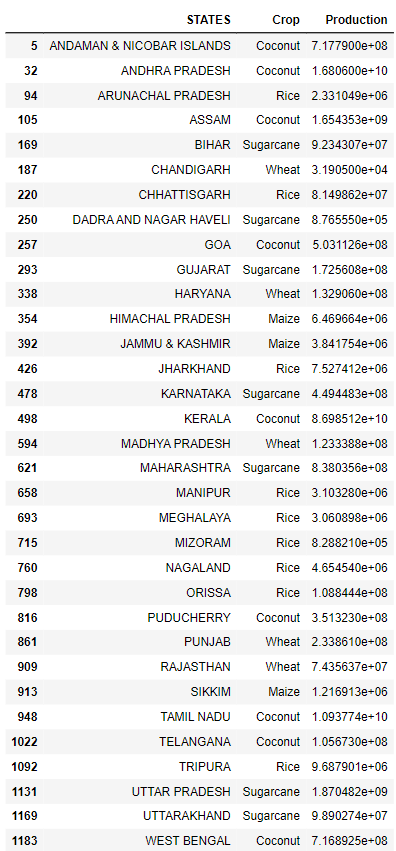 STATES Crop Production
5 ANDAMAN & NICOBAR ISLANDS Coconut 7.177900e+08
32 ANDHRA PRADESH Coconut 1.680600e+10
94 ARUNACHAL PRADESH Rice 2.331049e+06
105 ASSAM Coconut 1.654353e+09
169 BIHAR Sugarcane 9.234307e+07
187 CHANDIGARH Wheat 3.190500e+04
220 CHHATTISGARH Rice 8.149862e+07
250 DADRA AND NAGAR HAVELI Sugarcane 8.765550e+05
257 GOA Coconut 5.031126e+08
293 GUJARAT Sugarcane 1.725608e+08
338 HARYANA Wheat 1.329060e+08
354 HIMACHAL PRADESH Maize 6.469664e+06
392 JAMMU & KASHMIR Maize 3.841754e+06
426 JHARKHAND Rice 7.527412e+06
478 KARNATAKA Sugarcane 4.494483e+08
498 KERALA Coconut 8.698512e+10
594 MADHYA PRADESH Wheat 1.233388e+08
621 MAHARASHTRA Sugarcane 8.380356e+08
658 MANIPUR Rice 3.103280e+06
693 MEGHALAYA Rice 3.060898e+06
715 MIZORAM Rice 8.288210e+05
760 NAGALAND Rice 4.654540e+06
798 ORISSA Rice 1.088444e+08
816 PUDUCHERRY Coconut 3.513230e+08
861 PUNJAB Wheat 2.338610e+08
909 RAJASTHAN Wheat 7.435637e+07
913 SIKKIM Maize 1.216913e+06
948 TAMIL NADU Coconut 1.093774e+10
1022 TELANGANA Coconut 1.056730e+08
1092 TRIPURA Rice 9.687901e+06
1131 UTTAR PRADESH Sugarcane 1.870482e+09
1169 UTTARAKHAND Sugarcane 9.890274e+07
1183 WEST BENGAL Coconut 7.168925e+08